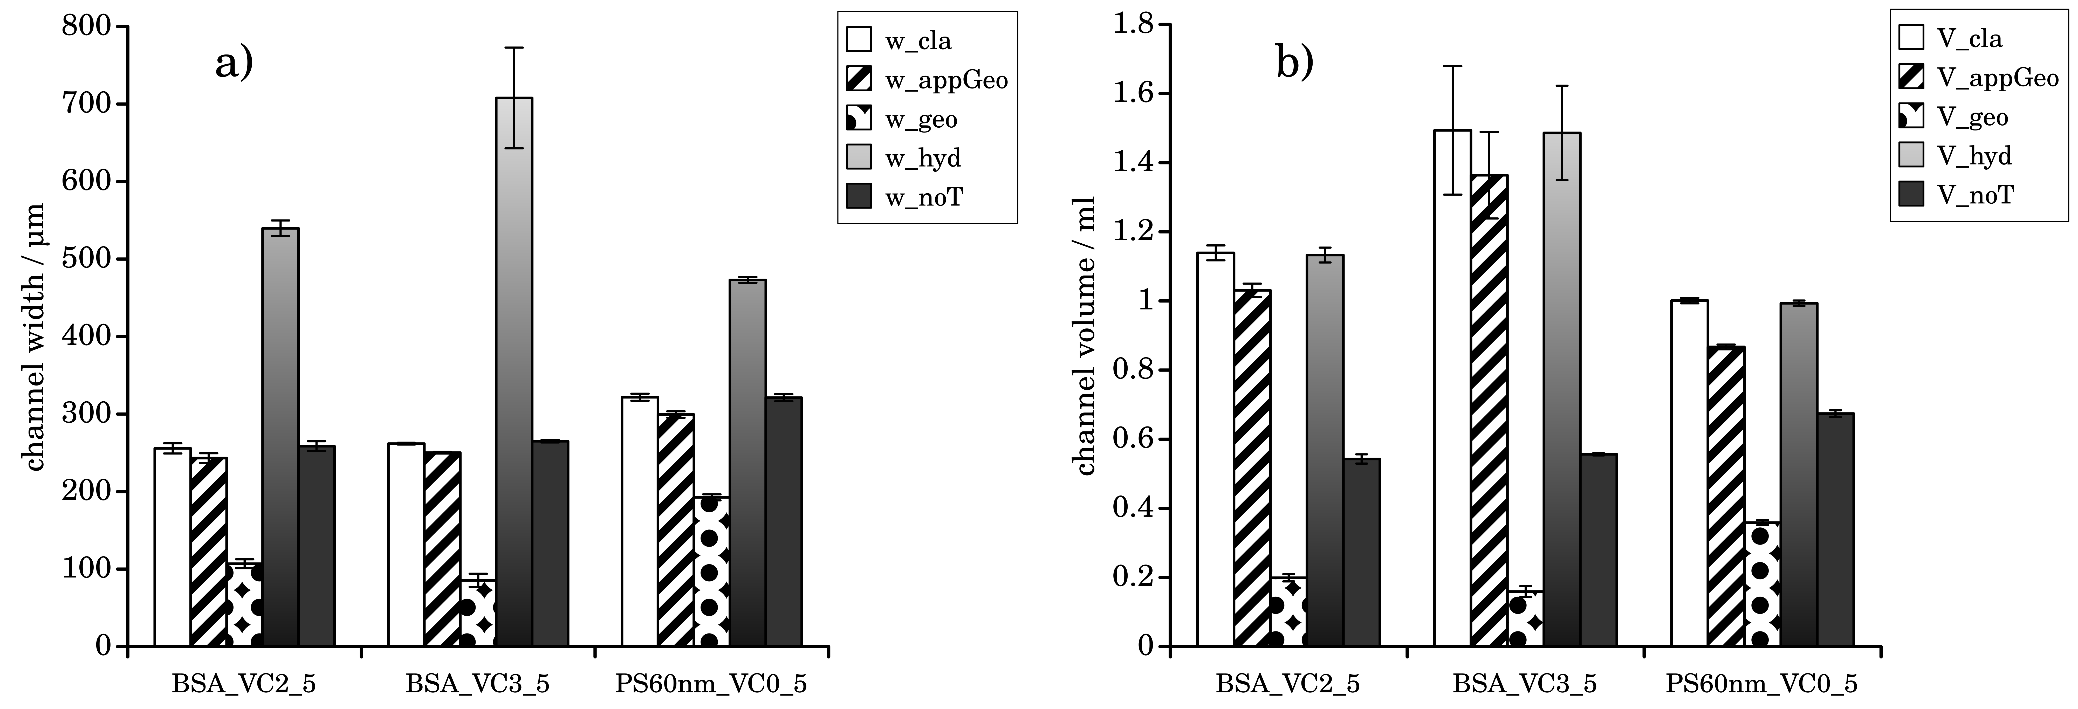 a)
channel width / µm
800
700
600
500
400
300
200
100
0
BSA_VC2_5
BSA_VC3_5
PS60nm_VC0_5
w_cla
w_appGeo
w_geo
w_hyd
w_noT
b)
channel volume / ml
1.8
1.6
1.4
1.2
1
0.8
0.6
0.4
0.2
0
BSA_VC2_5
BSA_VC3_5
PS60nm_VC0_5
V_cla
V_appGeo
V_geo
V_hyd
V_noT